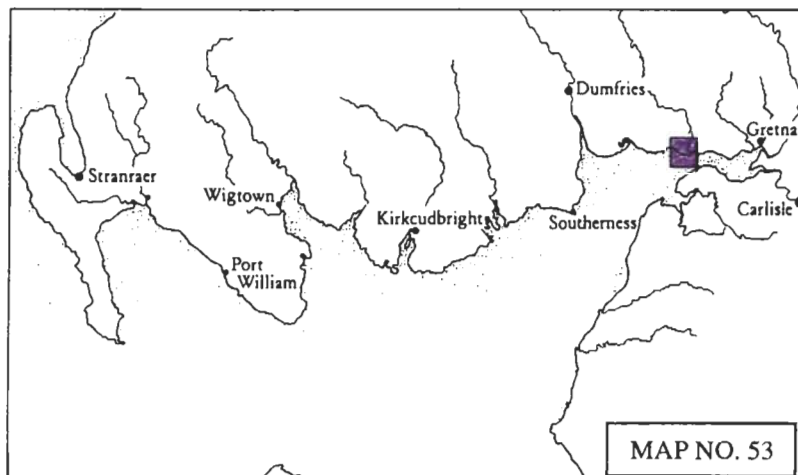 Dumfries
Gretna
Stranraer
Wigtown
Kirkcudbright
Southerness
Carlisle
Port
William
MAP NO. 53